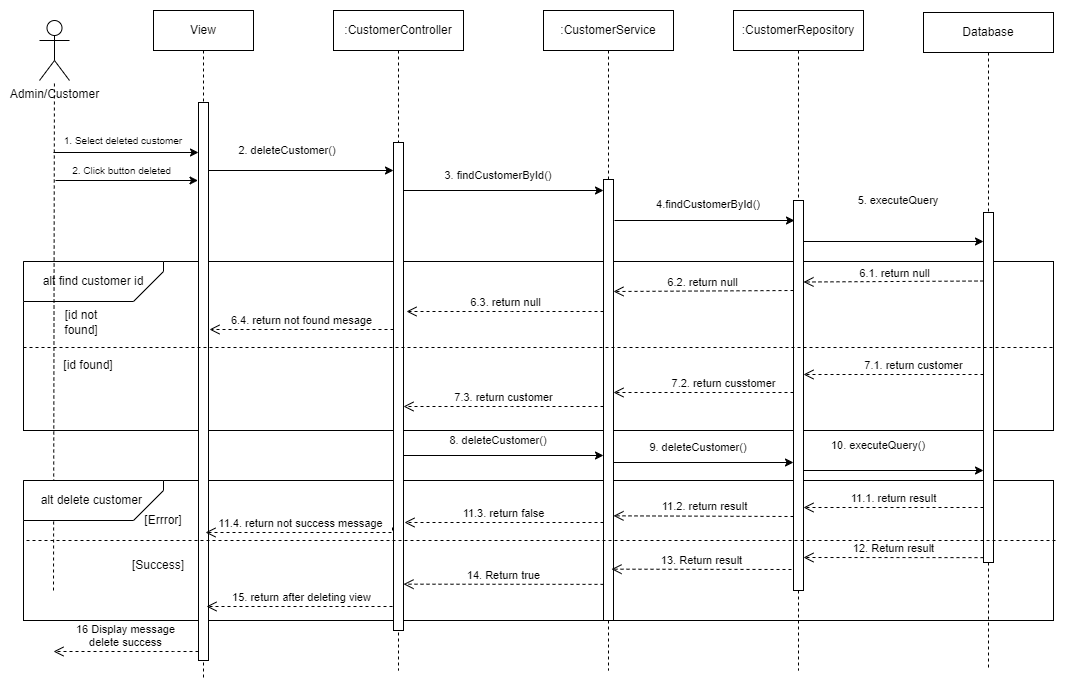 View
:CustomerController
:CustomerService
:CustomerRepository
Database
Admin/Customer
1. Select deleted customer
2. Click button deleted
2. deleteCustomer()
3. findCustomerById()
4.findCustomerById()
5. executeQuery
alt find customer id
6.1. return null
6.2. return null
6.3. return null
6.4. return not found mesage
[id not
found]
[id found]
7.1. return customer
7.2. return cusstomer
7.3. return customer
8. deleteCustomer()
9. deleteCustomer()
10. executeQuery()
alt delete customer
[Errror]
11.1. return result
11.2. return result
11.3. return false
11.4. return not success message
[Success]
12. Return result
13. Return result
14. Return true
15. return after deleting view
16 Display message
delete success